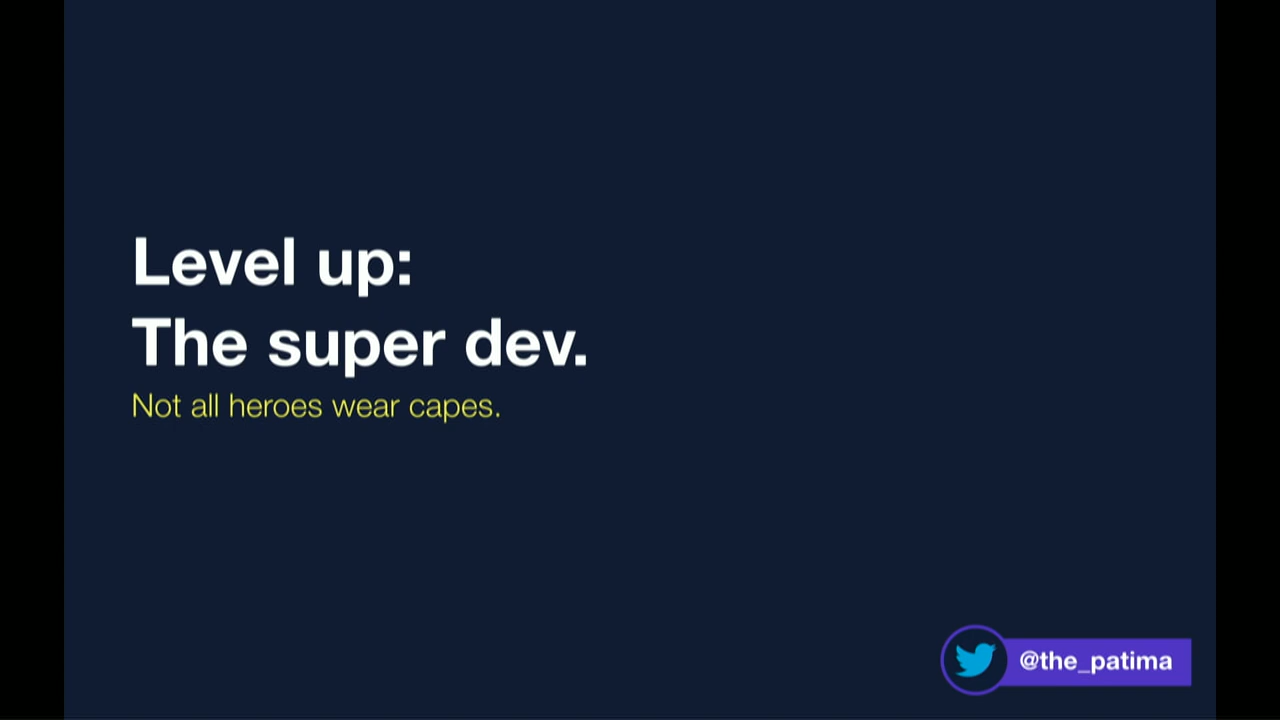 Level up:
The super dev.
Not all heroes wear capes.
@the_patima